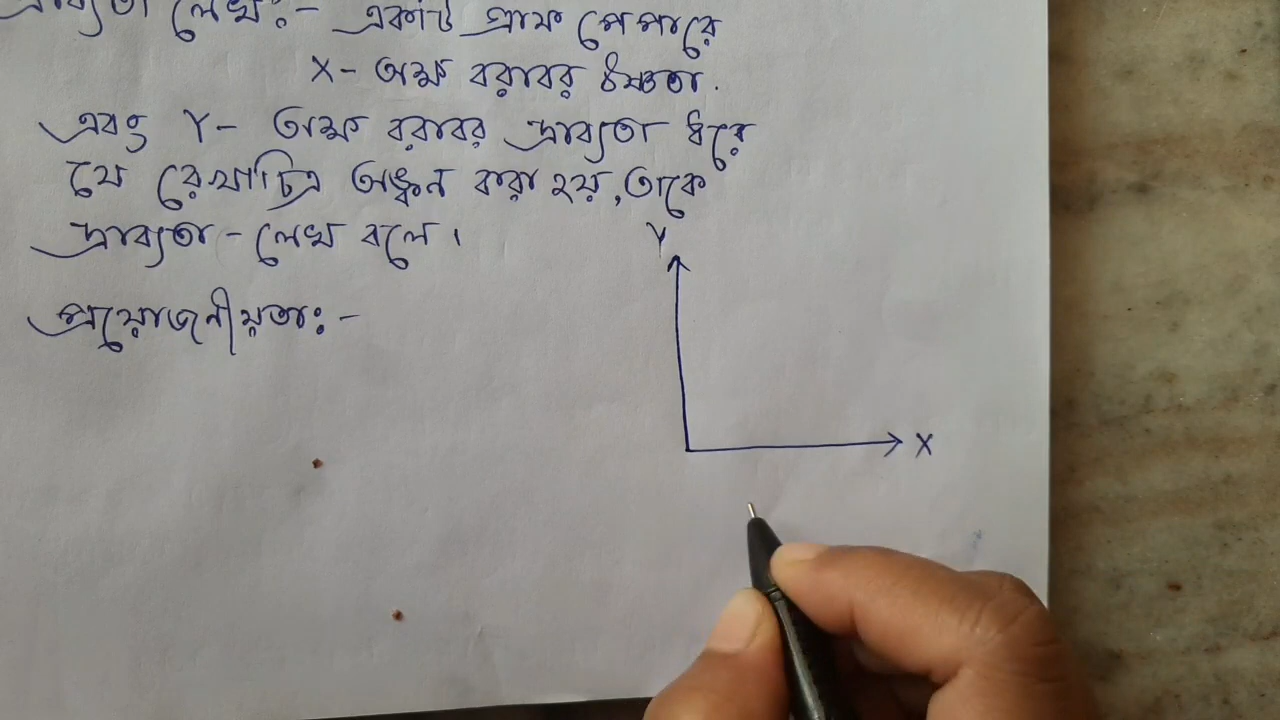 দ্রাব্যতা লেখ:- একটি গ্রাফ পেপারে
X- অক্ষ বরাবর উষ্ণতা.
এবং Y- অক্ষ বরাবর দ্রাব্যতা ধরে
যে রেখাচিত্র অঙ্কন করা হয়, তাকে
দ্রাব্যতা - লেখ বলে।
Y
প্রয়োজনীয়তা:-
X